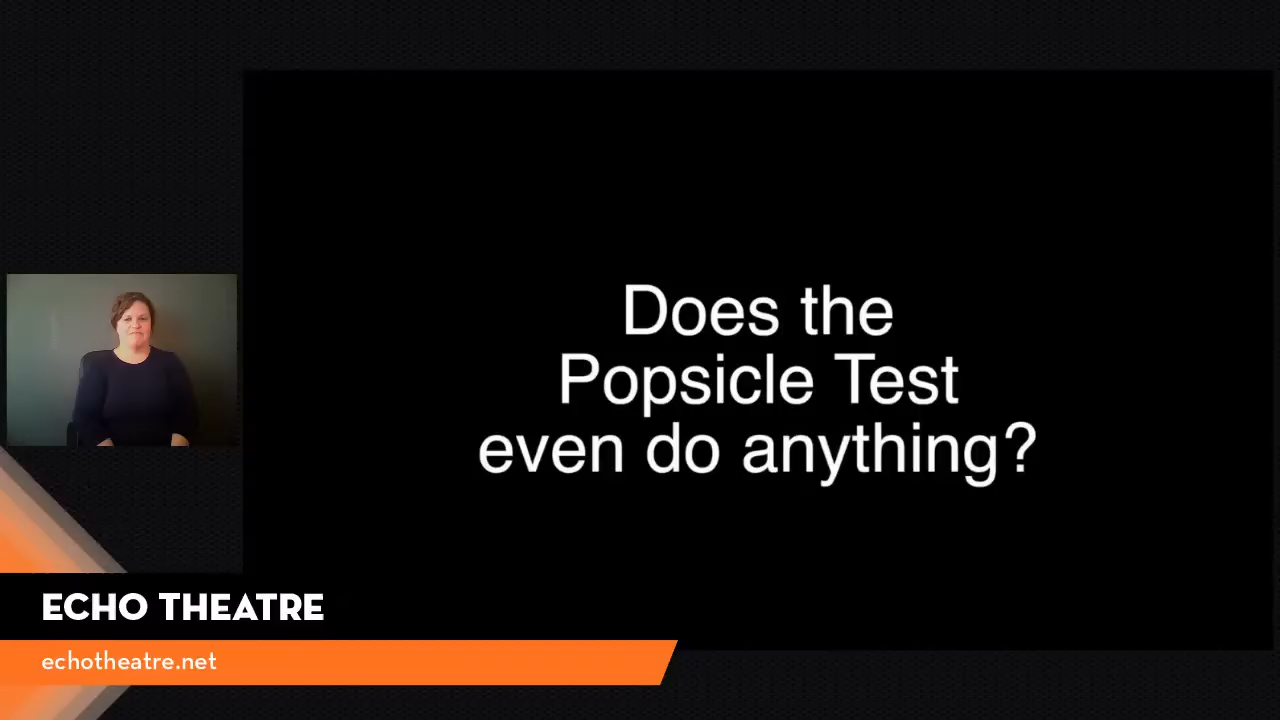 Does the
Popsicle Test
even do anything?
ECHO THEATRE
echotheatre.net